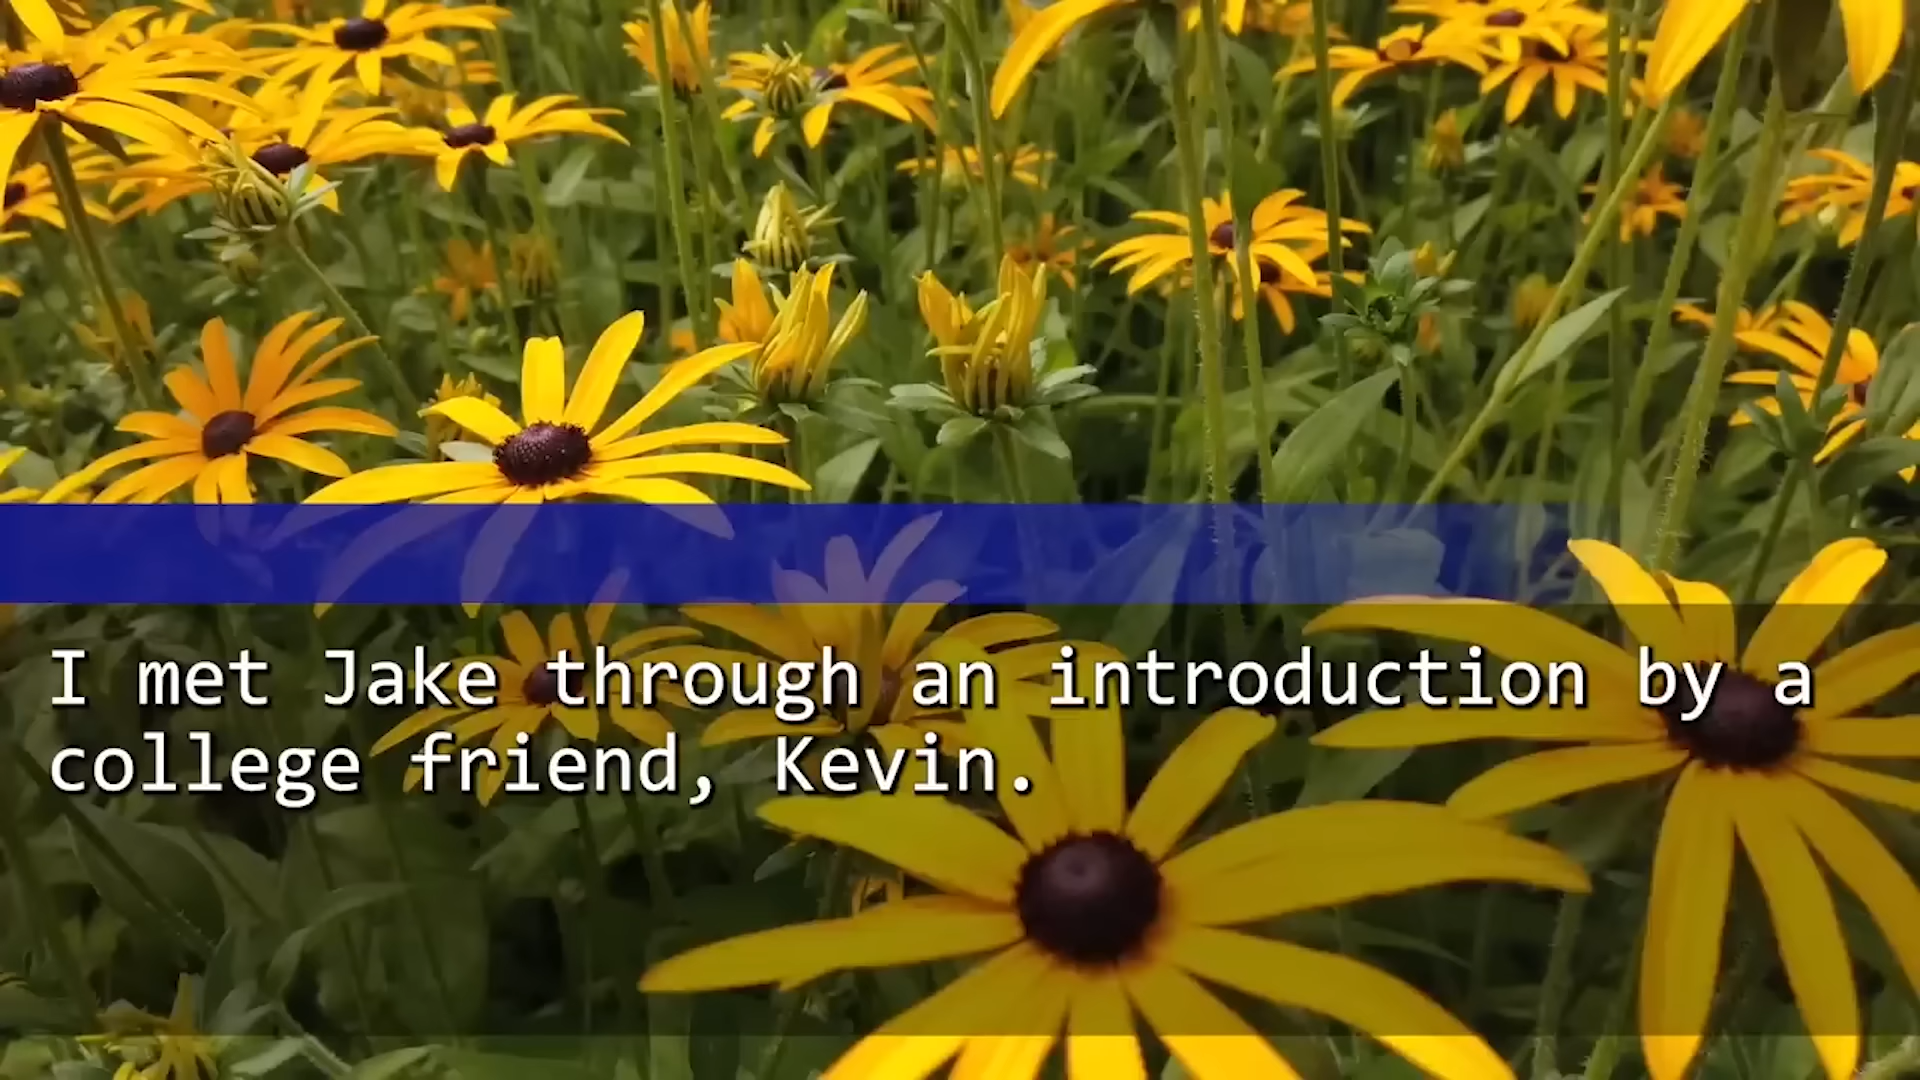 I met Jake through an introduction by a
college friend, Kevin.